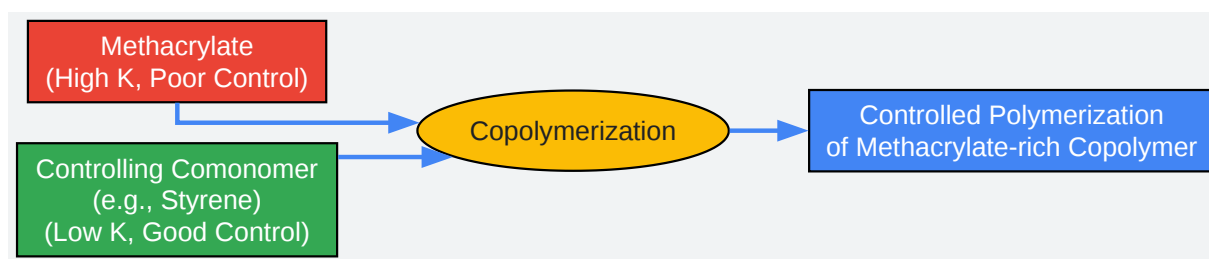 Methacrylate
(High K, Poor Control)
Controlling Comonomer
(e.g., Styrene)
(Low K, Good Control)
Copolymerization
Controlled Polymerization
of Methacrylate-rich Copolymer